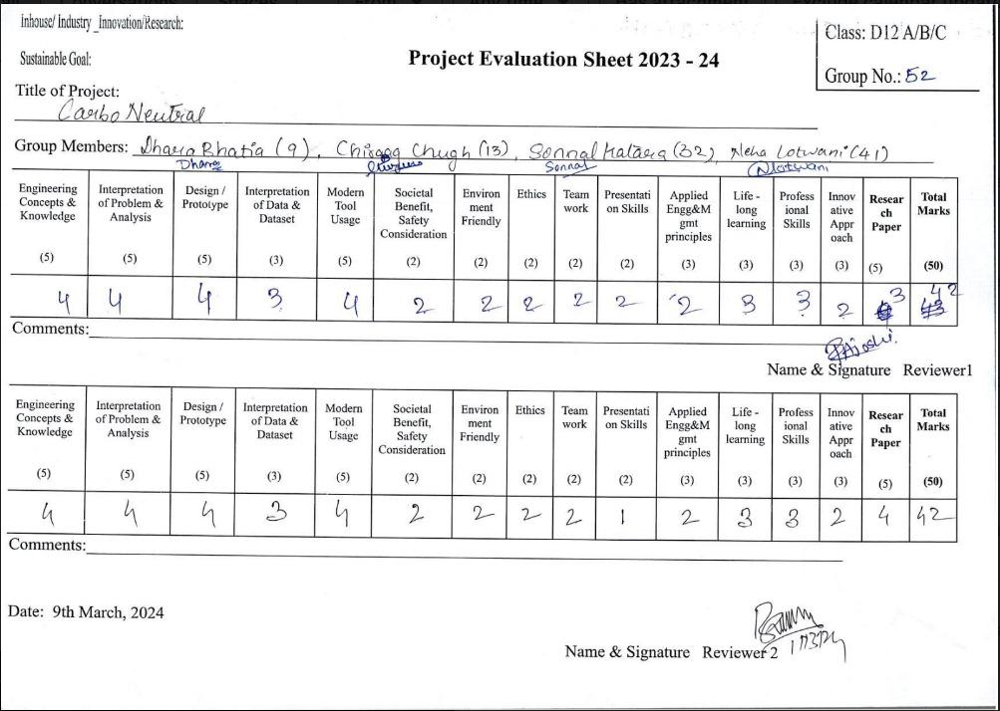 Inhouse/ Industry _Innovation/Research:
Class: D12 A/B/C
Sustainable Goal:
Project Evaluation Sheet 2023 - 24
Group No.: 52
Title of Project:
Carbo Neutral
Group Members: Dhara Bhatia (9), Chirag Chugh (13), Sonnal Kataria (32), Neha Lotwani (41)
Dhara Sonnal NLotwani
Engineering Concepts & Knowledge (5) Interpretation of Problem & Analysis (5) Design / Prototype (5) Interpretation of Data & Dataset (3) Modern Tool Usage (5) Societal Benefit, Safety Consideration (2) Environ ment Friendly (2) Ethics (2) Team work (2) Presentati on Skills (2) Applied Engg&M gmt principles (3) Life - long learning (3) Profess ional Skills (3) Innov ative Appr oach (3) Resear ch Paper (5) Total Marks (50)
4 4 4 3 4 2 2 2 2 2 2 3 3 2 3 42
Comments:
Name & Signature Reviewer1
Engineering Concepts & Knowledge (5) Interpretation of Problem & Analysis (5) Design / Prototype (5) Interpretation of Data & Dataset (3) Modern Tool Usage (5) Societal Benefit, Safety Consideration (2) Environ ment Friendly (2) Ethics (2) Team work (2) Presentati on Skills (2) Applied Engg&M gmt principles (3) Life - long learning (3) Profess ional Skills (3) Innov ative Appr oach (3) Resear ch Paper (5) Total Marks (50)
4 4 4 3 4 2 2 2 2 1 2 3 3 2 4 42
Comments:
Date: 9th March, 2024
Name & Signature Reviewer 2